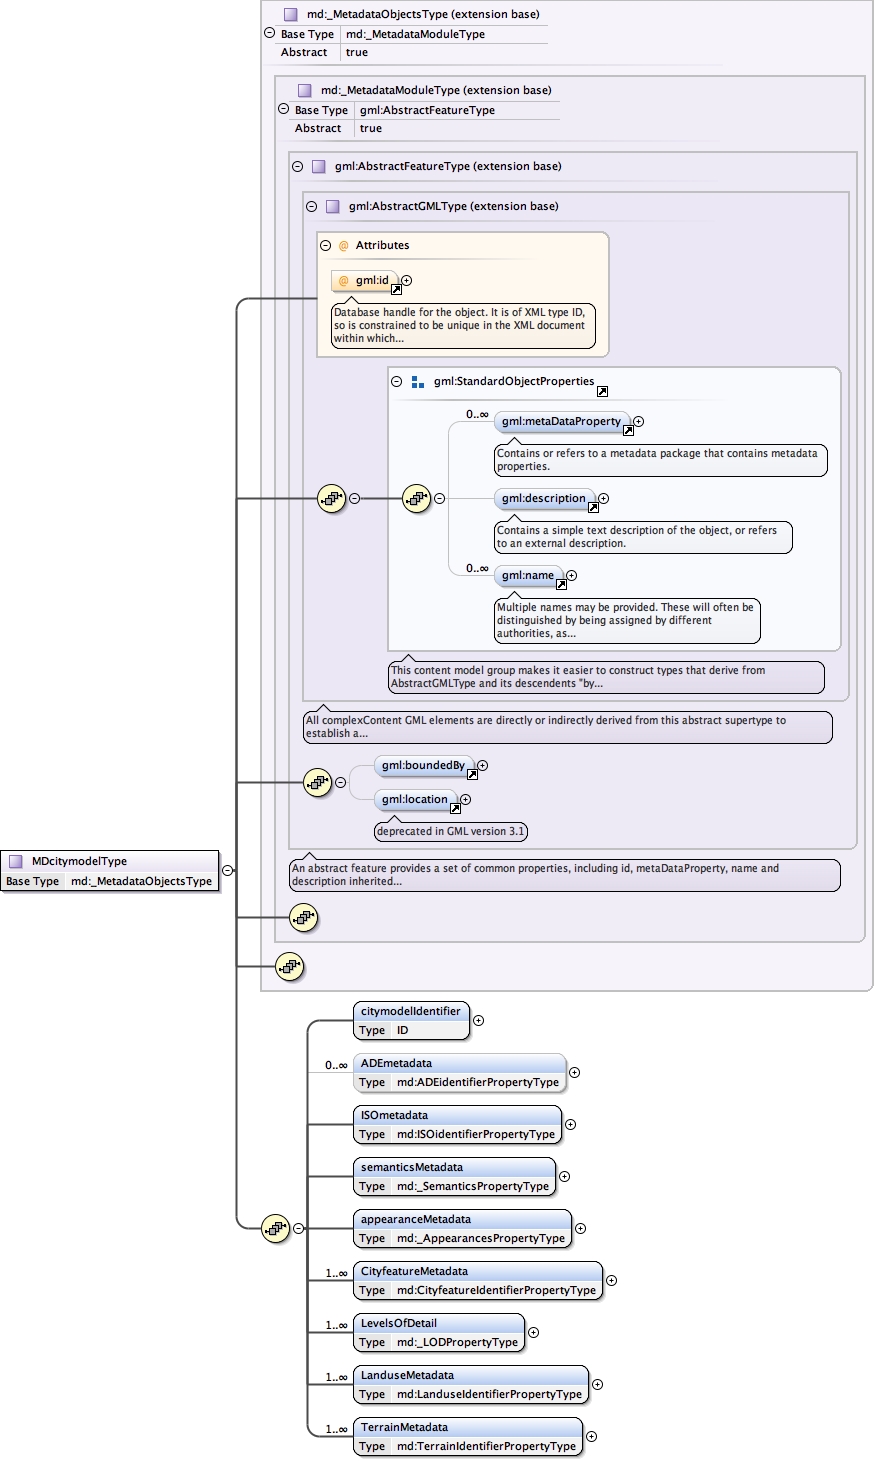 md:_MetadataObjectsType (extension base)
Base Type md:_MetadataModuleType
Abstract true
md:_MetadataModuleType (extension base)
Base Type gml:AbstractFeatureType
Abstract true
gml:AbstractFeatureType (extension base)
gml:AbstractGMLType (extension base)
@ Attributes
@ gml:id
Database handle for the object. It is of XML type ID,
so is constrained to be unique in the XML document
within which...
gml:StandardObjectProperties
0..∞ gml:metaDataProperty
Contains or refers to a metadata package that contains metadata
properties.
gml:description
Contains a simple text description of the object, or refers
to an external description.
0..∞ gml:name
Multiple names may be provided. These will often be
distinguished by being assigned by different
authorities, as...
This content model group makes it easier to construct types that derive from
AbstractGMLType and its descendents "by...
All complexContent GML elements are directly or indirectly derived from this abstract supertype to
establish a...
gml:boundedBy
gml:location
deprecated in GML version 3.1
An abstract feature provides a set of common properties, including id, metaDataProperty, name and
description inherited...
MDcitymodelType
Base Type md:_MetadataObjectsType
citymodelIdentifier
Type ID
0..∞ ADEmetadata
Type md:ADEidentifierPropertyType
ISOmetadata
Type md:ISOidentifierPropertyType
semanticsMetadata
Type md:_SemanticsPropertyType
appearanceMetadata
Type md:_AppearancesPropertyType
1..∞ CityfeatureMetadata
Type md:CityfeatureIdentifierPropertyType
1..∞ LevelsOfDetail
Type md:_LODPropertyType
1..∞ LanduseMetadata
Type md:LanduseIdentifierPropertyType
1..∞ TerrainMetadata
Type md:TerrainIdentifierPropertyType